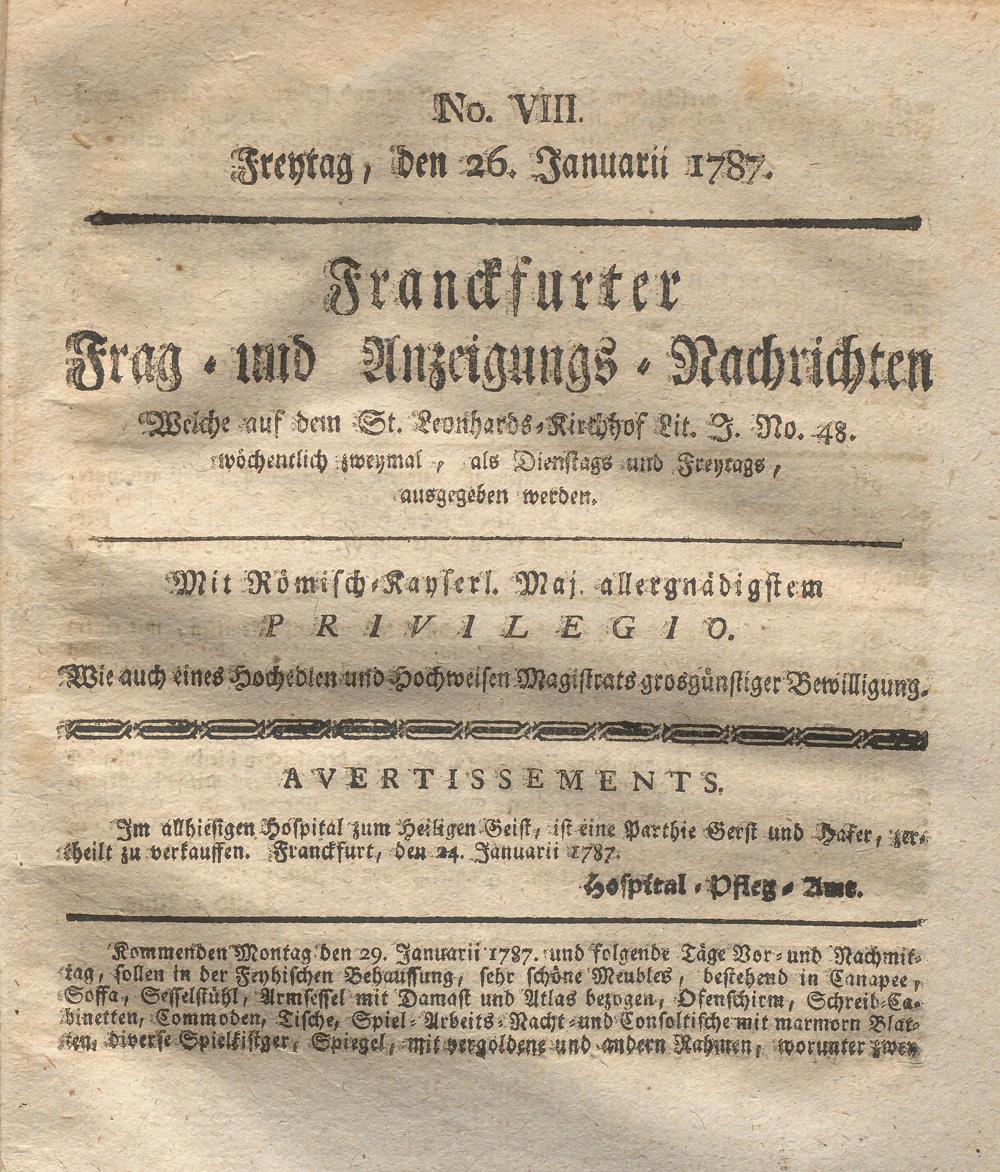 No. VIII.
Freytag, den 26. Januarii 1787.
Franckfurter
Frag- und Anzeigungs-Nachrichten
Welche auf dem St. Leonhards-Kirchhof Lit. J. No. 48.
wöchentlich zweymal, als Dienstags und Freytags,
ausgegeben werden.
Mit Römisch-Kayserl. Maj. allergnädigstem
PRIVILEGIO.
Wie auch eines Hochedlen und Hochweisen Magistrats grosgünstiger Bewilligung.
AVERTISSEMENTS.
Im allhiesigen Hospital zum Heiligen Geist, ist eine Parthie Gerst und Hafer, zer-
theilt zu verkauffen. Franckfurt, den 24. Januarii 1787.
Hospital-Pfleg-Amt.
Kommenden Montag den 29. Januarii 1787. und folgende Täge Vor- und Nachmit-
tag, sollen in der Feyhischen Behaussung, sehr schöne Meubles, bestehend in Canapee,
Soffa, Sesselstühl, Armsessel mit Damast und Atlas bezogen, Ofenschirm, Schreib-Ca-
binetten, Commoden, Tische, Spiel- Arbeits- Nacht- und Consoltische mit marmorn Blat-
ten, diverse Spielkistger, Spiegel, mit vergoldene und andern Rahmen, worunter zwey